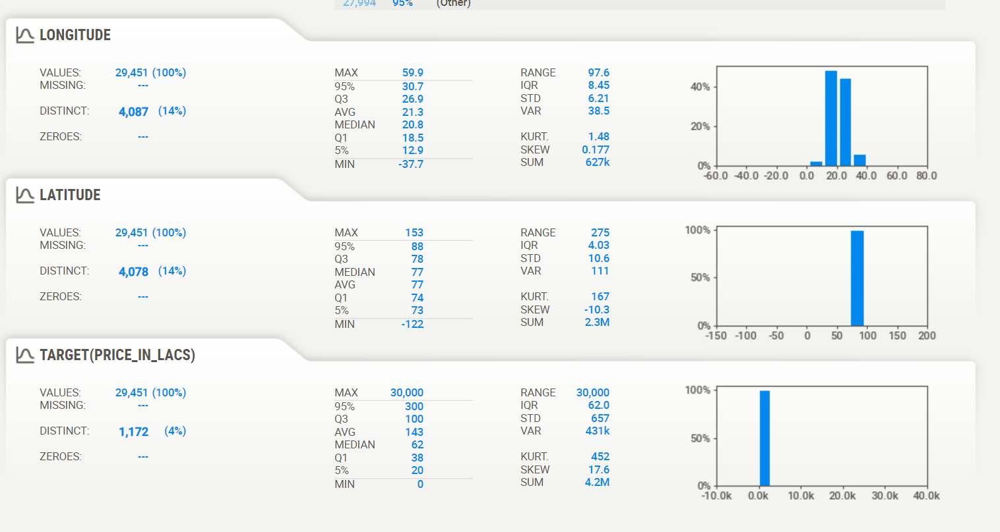 27,994 95% (Other)
LONGITUDE
VALUES: 29,451 (100%)
MISSING: ---
DISTINCT: 4,087 (14%)
ZEROES: ---
MAX 59.9
95% 30.7
Q3 26.9
AVG 21.3
MEDIAN 20.8
Q1 18.5
5% 12.9
MIN -37.7
RANGE 97.6
IQR 8.45
STD 6.21
VAR 38.5
KURT. 1.48
SKEW 0.177
SUM 627k
40%
20%
0%
-60.0 -40.0 -20.0 0.0 20.0 40.0 60.0 80.0
LATITUDE
VALUES: 29,451 (100%)
MISSING: ---
DISTINCT: 4,078 (14%)
ZEROES: ---
MAX 153
95% 88
Q3 78
MEDIAN 77
AVG 77
Q1 74
5% 73
MIN -122
RANGE 275
IQR 4.03
STD 10.6
VAR 111
KURT. 167
SKEW -10.3
SUM 2.3M
100%
50%
0%
-150 -100 -50 0 50 100 150 200
TARGET(PRICE_IN_LACS)
VALUES: 29,451 (100%)
MISSING: ---
DISTINCT: 1,172 (4%)
ZEROES: ---
MAX 30,000
95% 300
Q3 100
AVG 143
MEDIAN 62
Q1 38
5% 20
MIN 0
RANGE 30,000
IQR 62.0
STD 657
VAR 431k
KURT. 452
SKEW 17.6
SUM 4.2M
100%
50%
0%
-10.0k 0.0k 10.0k 20.0k 30.0k 40.0k